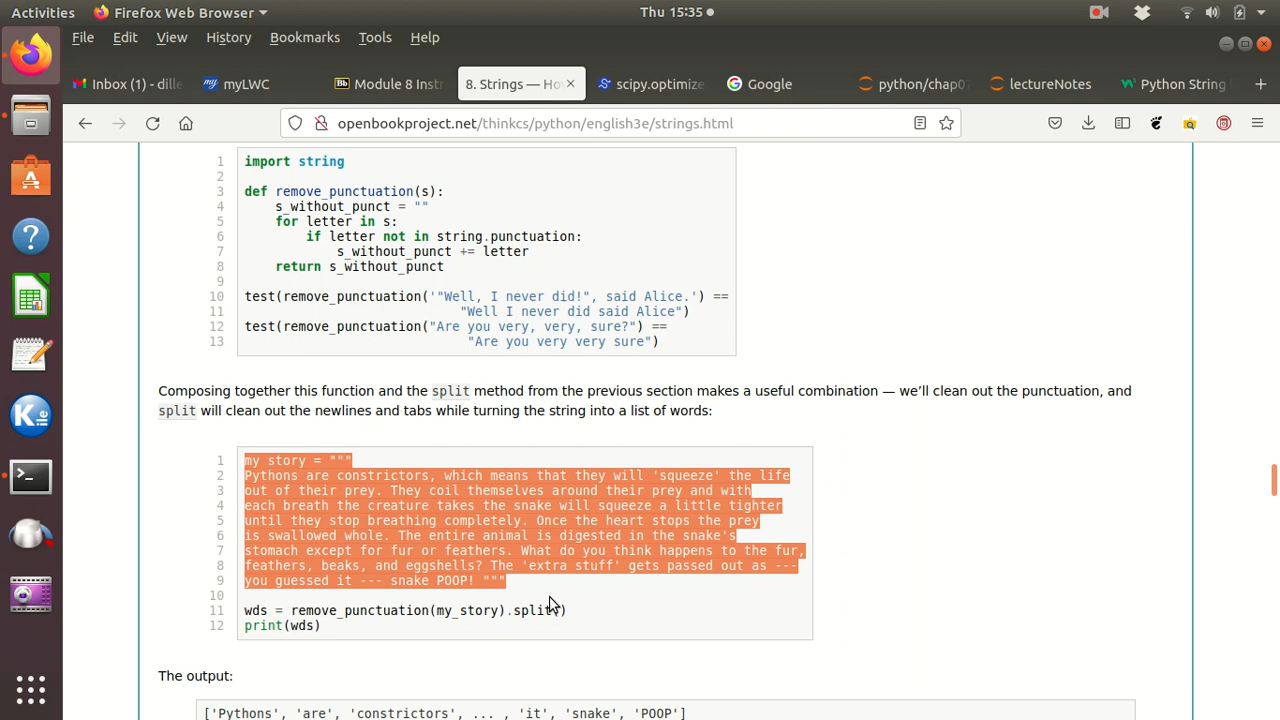 Activities Firefox Web Browser Thu 15:35
File Edit View History Bookmarks Tools Help
Inbox (1) - dille myLWC Bb Module 8 Instr 8. Strings — Ho scipy.optimize Google python/chap0 lectureNotes Python String
openbookproject.net/thinkcs/python/english3e/strings.html
1 import string
2
3 def remove_punctuation(s):
4 s_without_punct = ""
5 for letter in s:
6 if letter not in string.punctuation:
7 s_without_punct += letter
8 return s_without_punct
9
10 test(remove_punctuation('"Well, I never did!", said Alice.') ==
11 "Well I never did said Alice")
12 test(remove_punctuation("Are you very, very, sure?") ==
13 "Are you very very sure")
Composing together this function and the split method from the previous section makes a useful combination — we'll clean out the punctuation, and
split will clean out the newlines and tabs while turning the string into a list of words:
1 my_story = """
2 Pythons are constrictors, which means that they will 'squeeze' the life
3 out of their prey. They coil themselves around their prey and with
4 each breath the creature takes the snake will squeeze a little tighter
5 until they stop breathing completely. Once the heart stops the prey
6 is swallowed whole. The entire animal is digested in the snake's
7 stomach except for fur or feathers. What do you think happens to the fur,
8 feathers, beaks, and eggshells? The 'extra stuff' gets passed out as ---
9 you guessed it --- snake POOP! """
10
11 wds = remove_punctuation(my_story).split()
12 print(wds)
The output:
['Pythons', 'are', 'constrictors', ... , 'it', 'snake', 'POOP']